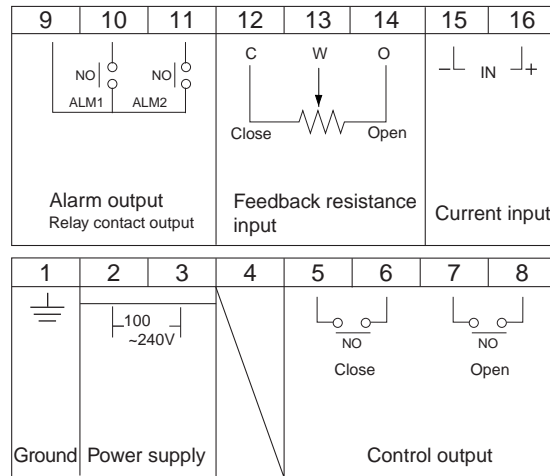 9 10 11 12 13 14 15 16
C W O
NO NO − IN +
ALM1 ALM2
Close Open
Alarm output
Relay contact output
Feedback resistance
input
Current input
1 2 3 4 5 6 7 8
100
~240V
NO NO
Close Open
Ground Power supply Control output